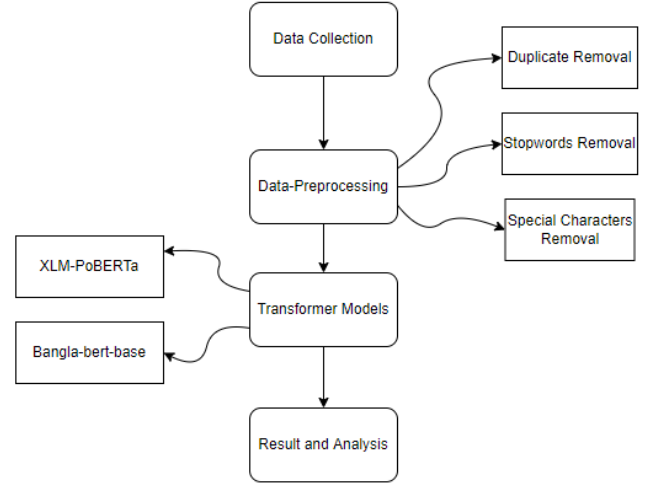 Data Collection
Duplicate Removal
Stopwords Removal
Data-Preprocessing
Special Characters
Removal
XLM-PoBERTa
Transformer Models
Bangla-bert-base
Result and Analysis